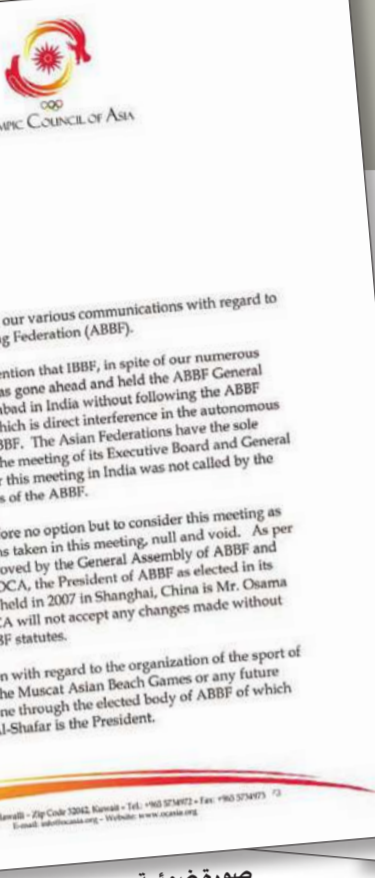 COUNCIL OF ASIA
our various communications with regard to
g Federation (ABBF).
ention that IBBF, in spite of our numerous
as gone ahead and held the ABBF General
abad in India without following the ABBF
hich is direct interference in the autonomous
BBF. The Asian Federations have the sole
he meeting of its Executive Board and General
r this meeting in India was not called by the
s of the ABBF.
ore no option but to consider this meeting as
ns taken in this meeting, null and void. As per
oved by the General Assembly of ABBF and
OCA, the President of ABBF as elected in its
held in 2007 in Shanghai, China is Mr. Osama
CA will not accept any changes made without
BF statutes.
n with regard to the organization of the sport of
he Muscat Asian Beach Games or any future
ne through the elected body of ABBF of which
l-Shafar is the President.
Zip Code 32042, Kuwait • Tel.: +965 5734972 • Fax: +965 5734973
E-mail: info@ocasia.org • Website: www.ocasia.org
صورة ضوئية